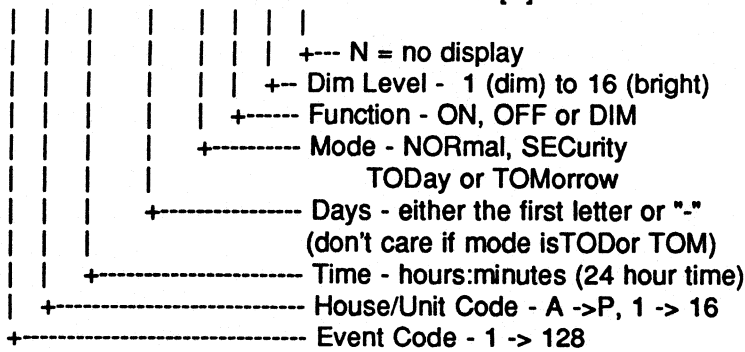 N = no display
Dim Level - 1 (dim) to 16 (bright)
Function - ON, OFF or DIM
Mode - NORmal, SECurity
TODay or TOMorrow
Days - either the first letter or "-"
(don't care if mode isTODor TOM)
Time - hours:minutes (24 hour time)
House/Unit Code - A ->P, 1 -> 16
Event Code - 1 -> 128